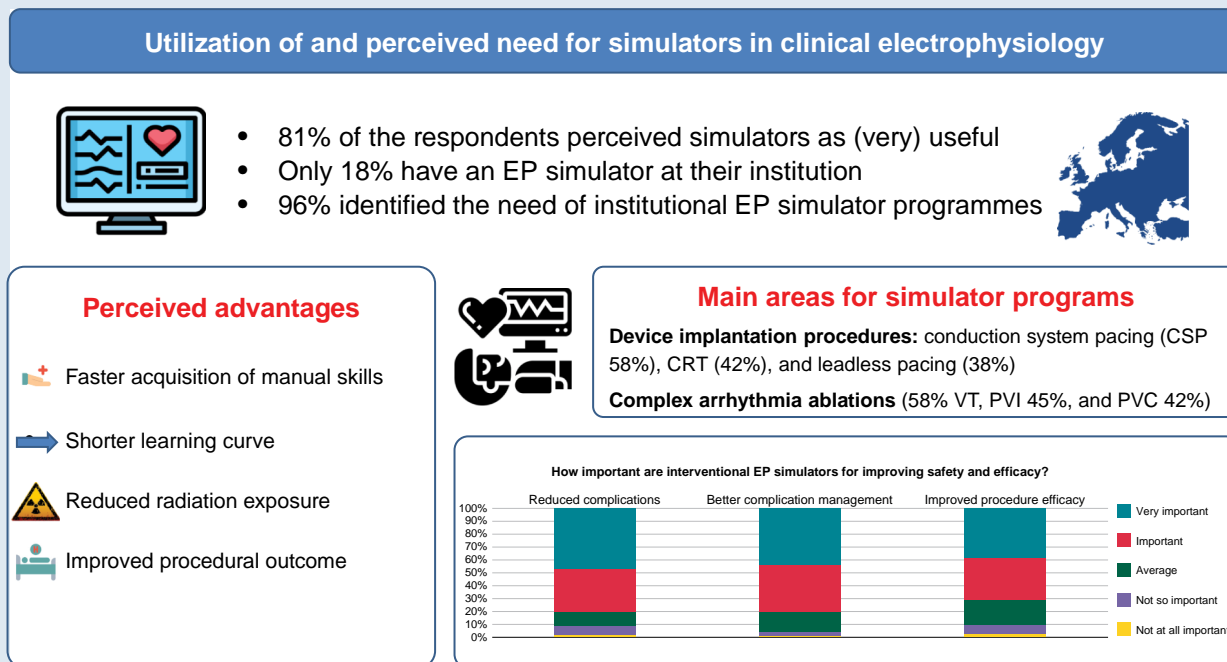 Utilization of and perceived need for simulators in clinical electrophysiology
• 81% of the respondents perceived simulators as (very) useful
• Only 18% have an EP simulator at their institution
• 96% identified the need of institutional EP simulator programmes
Perceived advantages
Faster acquisition of manual skills
Shorter learning curve
Reduced radiation exposure
Improved procedural outcome
Main areas for simulator programs
Device implantation procedures: conduction system pacing (CSP
58%), CRT (42%), and leadless pacing (38%)
Complex arrhythmia ablations (58% VT, PVI 45%, and PVC 42%)
How important are interventional EP simulators for improving safety and efficacy?
Reduced complications Better complication management Improved procedure efficacy
100%
90%
80%
70%
60%
50%
40%
30%
20%
10%
0%
Very important
Important
Average
Not so important
Not at all important